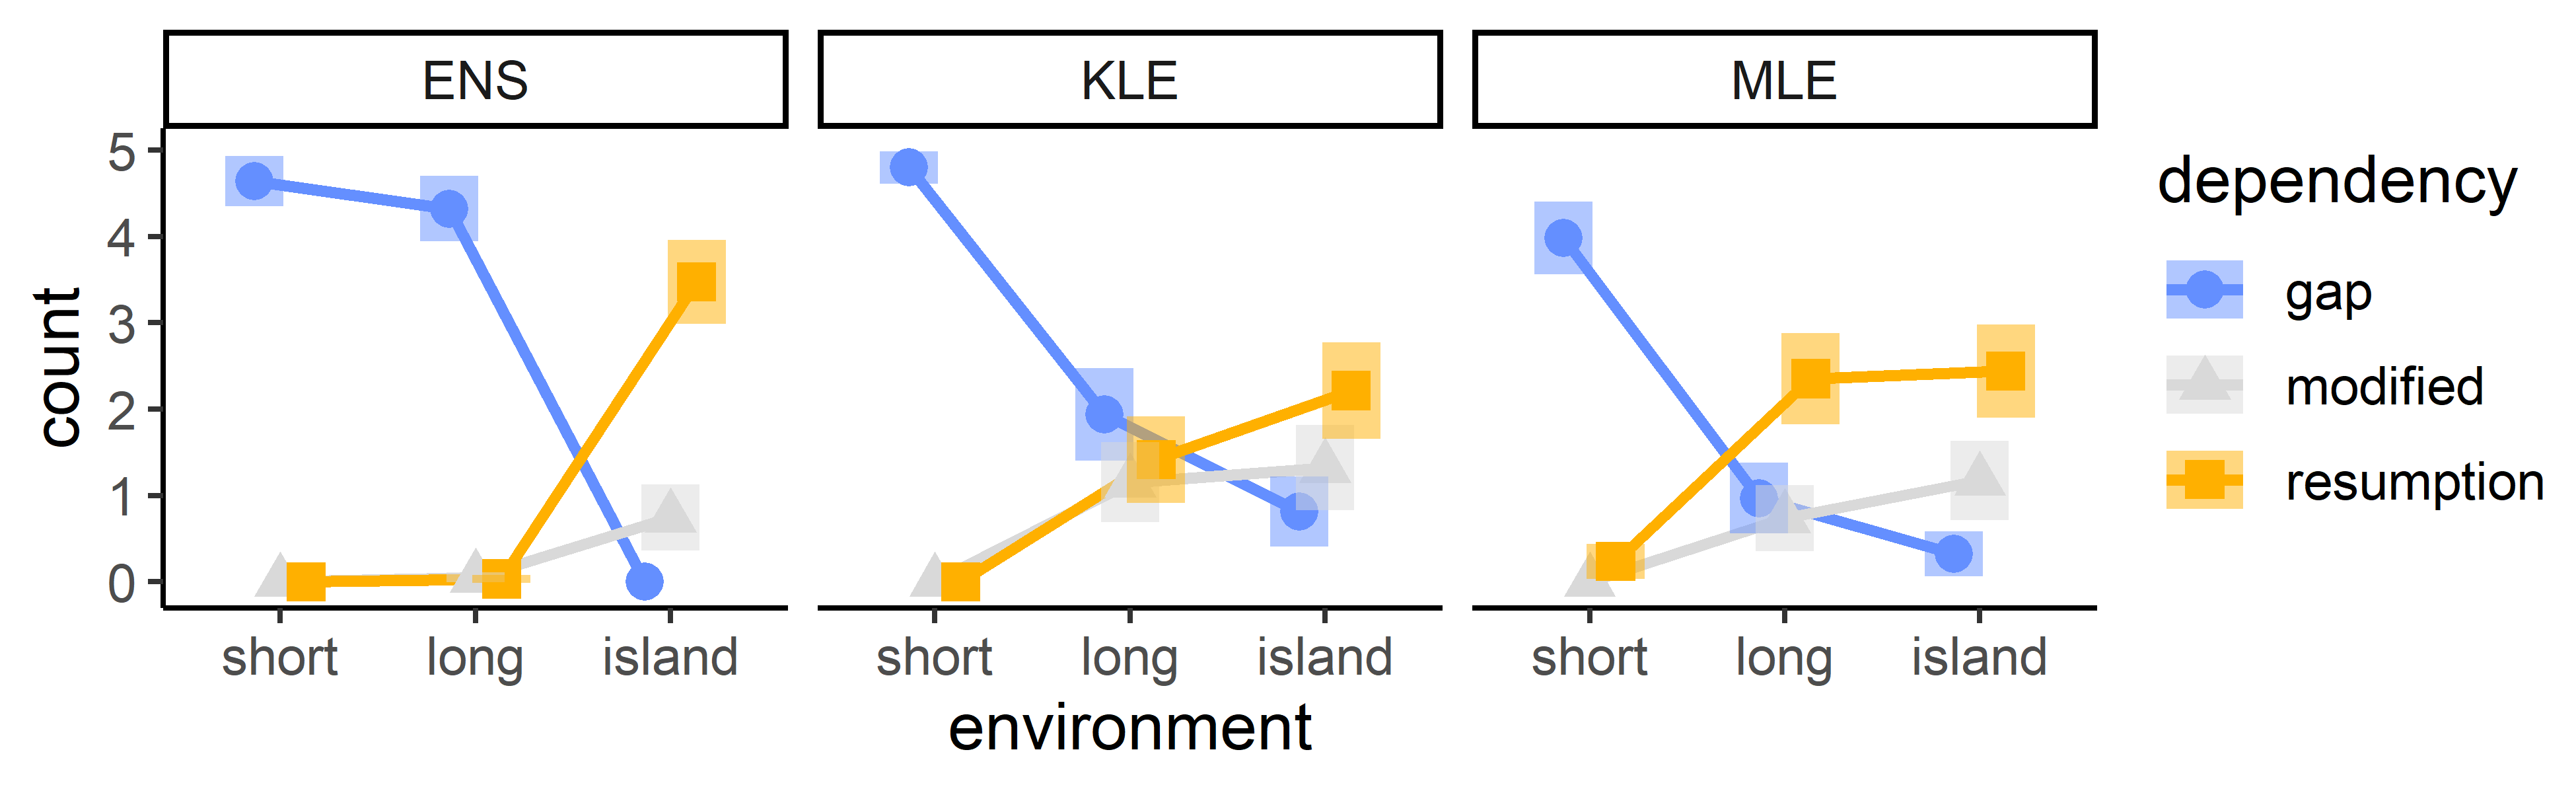 ENS KLE MLE
5
4
3
2
1
0
count
short long island short long island short long island
environment
dependency
gap
modified
resumption